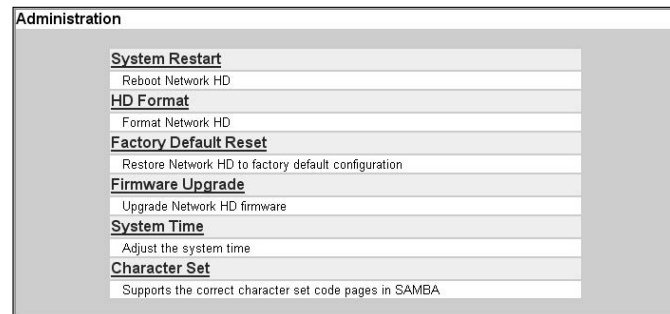 Administration
System Restart
Reboot Network HD
HD Format
Format Network HD
Factory Default Reset
Restore Network HD to factory default configuration
Firmware Upgrade
Upgrade Network HD firmware
System Time
Adjust the system time
Character Set
Supports the correct character set code pages in SAMBA